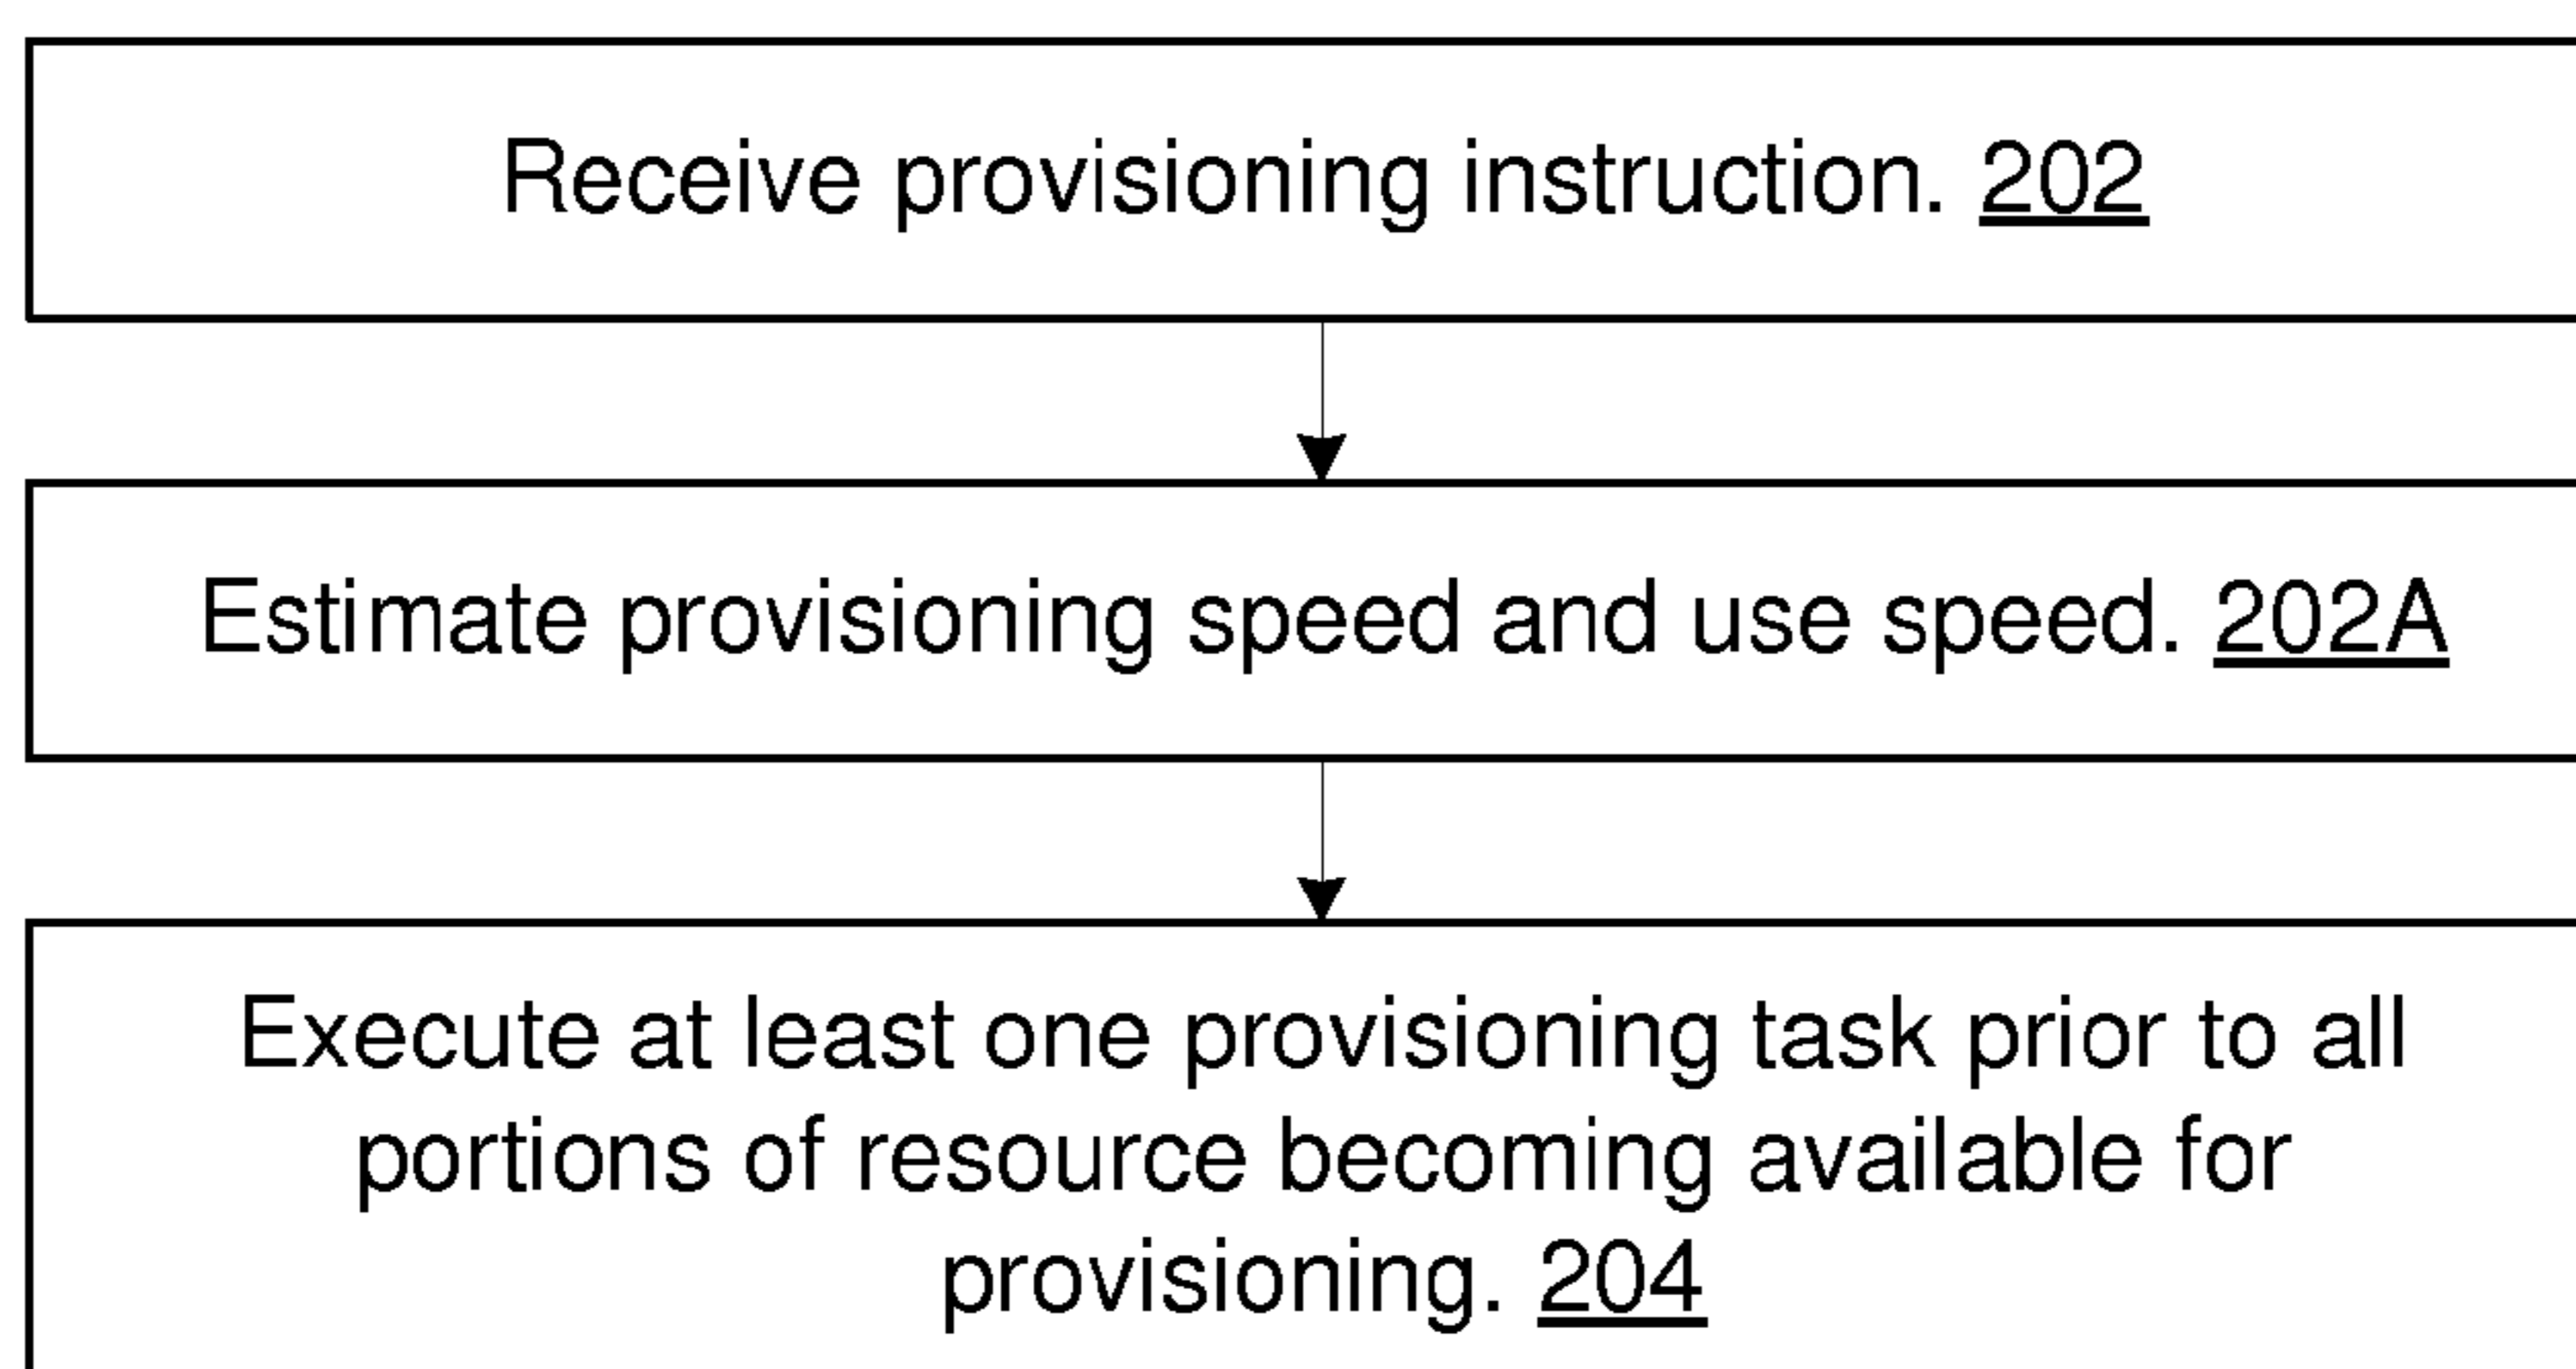 Receive provisioning instruction. 202
Estimate provisioning speed and use speed. 202A
Execute at least one provisioning task prior to all
portions of resource becoming available for
provisioning. 204